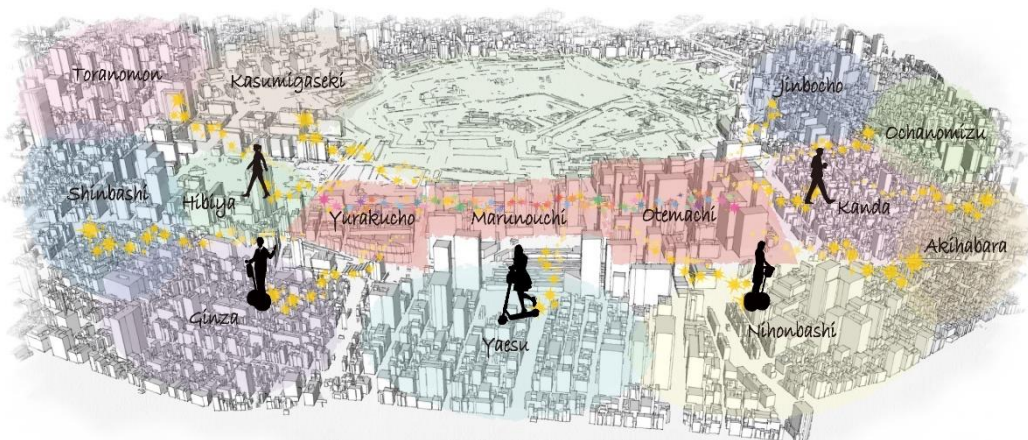 Toranomon
Kasumigaseki
jinbocho
Ochanomizu
Shinbashi
Hibiya
Yurakucho
Marunouchi
Otemachi
Kanda
Akihabara
Ginza
Yaesu
Nihonbashi